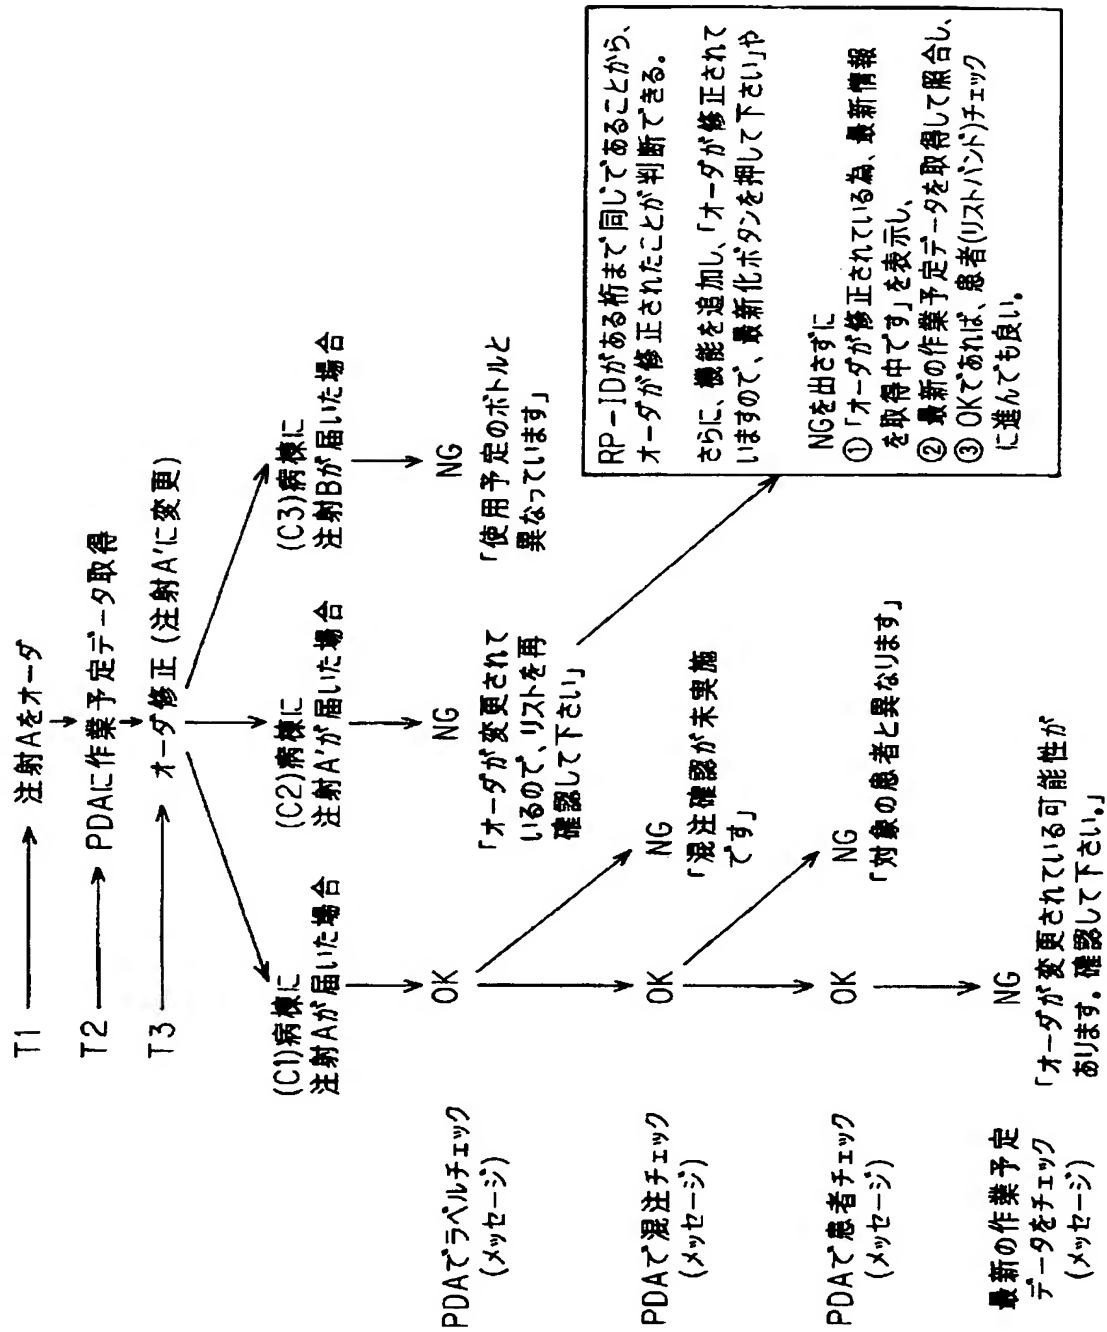 T1 注射Aをオーダ
T2 PDAに作業予定データ取得
T3 オーダ修正(注射A'に変更)
(C1)病棟に
注射Aが届いた場合
(C2)病棟に
注射A'が届いた場合
(C3)病棟に
注射Bが届いた場合
PDAでラベルチェック
(メッセージ)
OK
NG
「オーダが変更されて
いるので、リストを再
確認して下さい」
NG
「使用予定のボトルと
異なっています」
PDAで混注チェック
(メッセージ)
OK
NG
「混注確認が未実施
です」
PDAで患者チェック
(メッセージ)
OK
NG
「対象の患者と異なります」
最新の作業予定
データをチェック
(メッセージ)
NG
「オーダが変更されている可能性が
あります。確認して下さい。」
RP-IDがある桁まで同じであることから、
オーダが修正されたことが判断できる。
さらに、機能を追加し、「オーダが修正されて
いますので、最新化ボタンを押して下さい」や
NGを出さずに
①「オーダが修正されている為、最新情報
を取得中です」を表示し、
②最新の作業予定データを取得して照合し、
③OKであれば、患者(リストバンド)チェック
に進んでも良い。